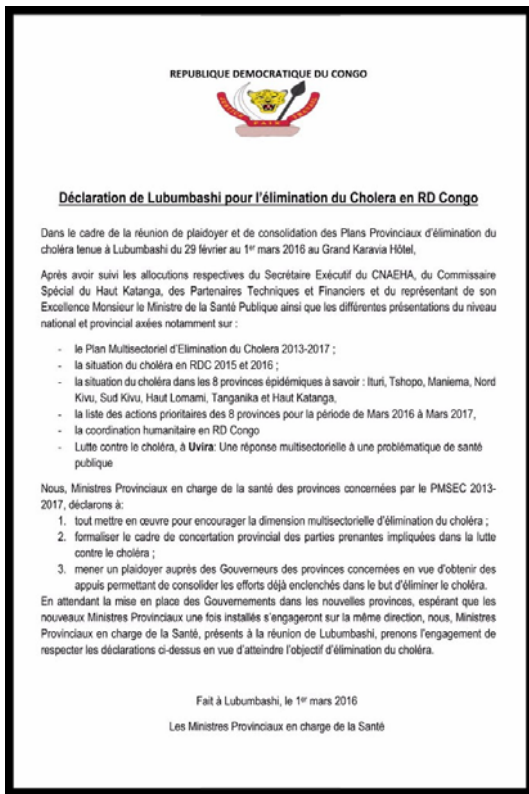 REPUBLIQUE DEMOCRATIQUE DU CONGO
Déclaration de Lubumbashi pour l'élimination du Cholera en RD Congo
Dans le cadre de la réunion de plaidoyer et de consolidation des Plans Provinciaux d'élimination du
choléra tenue à Lubumbashi du 29 février au 1er mars 2016 au Grand Karavia Hôtel,
Après avoir suivi les allocutions respectives du Secrétaire Exécutif du CNAEHA, du Commissaire
Spécial du Haut Katanga, des Partenaires Techniques et Financiers et du représentant de son
Excellence Monsieur le Ministre de la Santé Publique ainsi que les différentes présentations du niveau
national et provincial axées notamment sur :
- le Plan Multisectoriel d'Elimination du Cholera 2013-2017 ;
- la situation du choléra en RDC 2015 et 2016 ;
- la situation du choléra dans les 8 provinces épidémiques à savoir : Ituri, Tshopo, Maniema, Nord
Kivu, Sud Kivu, Haut Lomami, Tanganika et Haut Katanga,
- la liste des actions prioritaires des 8 provinces pour la période de Mars 2016 à Mars 2017,
- la coordination humanitaire en RD Congo
- Lutte contre le choléra, à Uvira: Une réponse multisectorielle à une problématique de santé
publique
Nous, Ministres Provinciaux en charge de la santé des provinces concernées par le PMSEC 2013-
2017, déclarons à:
1. tout mettre en œuvre pour encourager la dimension multisectorielle d'élimination du choléra ;
2. formaliser le cadre de concertation provincial des parties prenantes impliquées dans la lutte
contre le choléra ;
3. mener un plaidoyer auprès des Gouverneurs des provinces concernées en vue d'obtenir des
appuis permettant de consolider les efforts déjà enclenchés dans le but d'éliminer le choléra.
En attendant la mise en place des Gouvernements dans les nouvelles provinces, espérant que les
nouveaux Ministres Provinciaux une fois installés s'engageront sur la même direction, nous, Ministres
Provinciaux en charge de la Santé, présents à la réunion de Lubumbashi, prenons l'engagement de
respecter les déclarations ci-dessus en vue d'atteindre l'objectif d'élimination du choléra.
Fait à Lubumbashi, le 1er mars 2016
Les Ministres Provinciaux en charge de la Santé